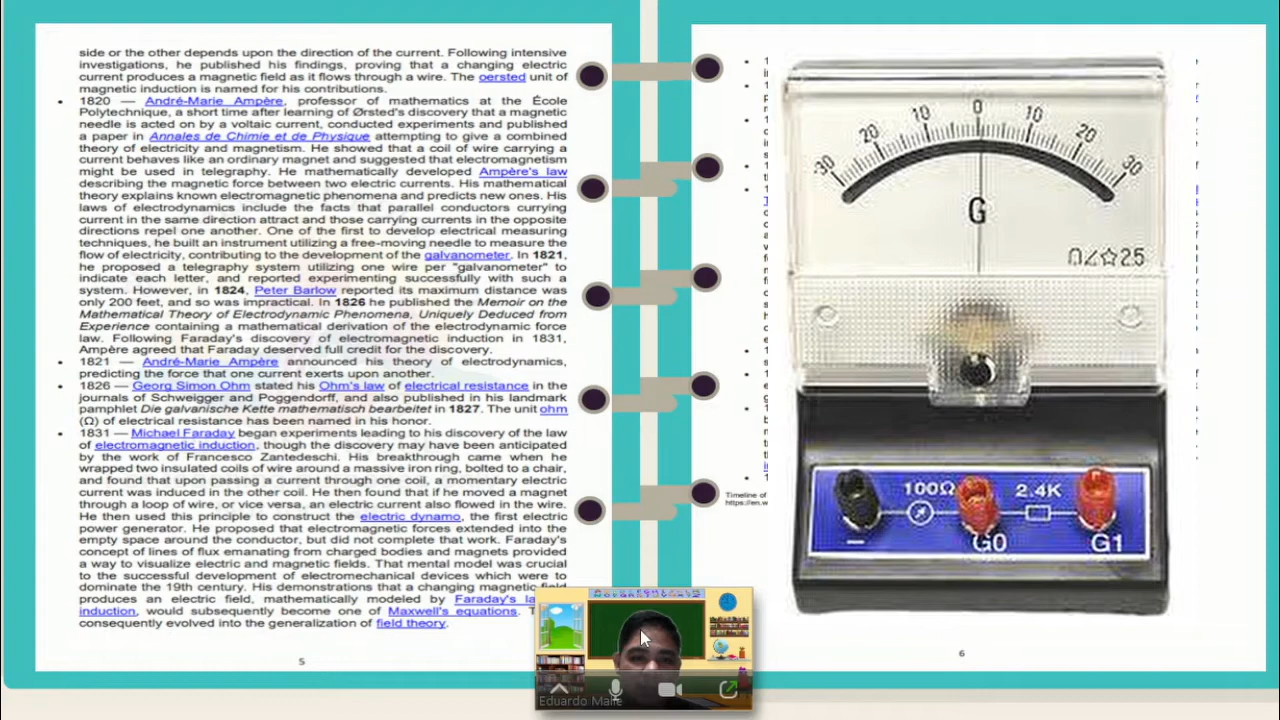 side or the other depends upon the direction of the current. Following intensive
investigations, he published his findings, proving that a changing electric
current produces a magnetic field as it flows through a wire. The oersted unit of
magnetic induction is named for his contributions.
• 1820 — André-Marie Ampère, professor of mathematics at the École
Polytechnique, a short time after learning of Ørsted's discovery that a magnetic
needle is acted on by a voltaic current, conducted experiments and published
a paper in Annales de Chimie et de Physique attempting to give a combined
theory of electricity and magnetism. He showed that a coil of wire carrying a
current behaves like an ordinary magnet and suggested that electromagnetism
might be used in telegraphy. He mathematically developed Ampère's law
describing the magnetic force between two electric currents. His mathematical
theory explains known electromagnetic phenomena and predicts new ones. His
laws of electrodynamics include the facts that parallel conductors currying
current in the same direction attract and those carrying currents in the opposite
directions repel one another. One of the first to develop electrical measuring
techniques, he built an instrument utilizing a free-moving needle to measure the
flow of electricity, contributing to the development of the galvanometer. In 1821,
he proposed a telegraphy system utilizing one wire per "galvanometer" to
indicate each letter, and reported experimenting successfully with such a
system. However, in 1824, Peter Barlow reported its maximum distance was
only 200 feet, and so was impractical. In 1826 he published the Memoir on the
Mathematical Theory of Electrodynamic Phenomena, Uniquely Deduced from
Experience containing a mathematical derivation of the electrodynamic force
law. Following Faraday's discovery of electromagnetic induction in 1831,
Ampère agreed that Faraday deserved full credit for the discovery.
• 1821 — André-Marie Ampère announced his theory of electrodynamics,
predicting the force that one current exerts upon another.
• 1826 — Georg Simon Ohm stated his Ohm's law of electrical resistance in the
journals of Schweigger and Poggendorff, and also published in his landmark
pamphlet Die galvanische Kette mathematisch bearbeitet in 1827. The unit ohm
(Ω) of electrical resistance has been named in his honor.
• 1831 — Michael Faraday began experiments leading to his discovery of the law
of electromagnetic induction, though the discovery may have been anticipated
by the work of Francesco Zantedeschi. His breakthrough came when he
wrapped two insulated coils of wire around a massive iron ring, bolted to a chair,
and found that upon passing a current through one coil, a momentary electric
current was induced in the other coil. He then found that if he moved a magnet
through a loop of wire, or vice versa, an electric current also flowed in the wire.
He then used this principle to construct the electric dynamo, the first electric
power generator. He proposed that electromagnetic forces extended into the
empty space around the conductor, but did not complete that work. Faraday's
concept of lines of flux emanating from charged bodies and magnets provided
a way to visualize electric and magnetic fields. That mental model was crucial
to the successful development of electromechanical devices which were to
dominate the 19th century. His demonstrations that a changing magnetic field
produces an electric field, mathematically modeled by Faraday's
induction, would subsequently become one of Maxwell's equations.
consequently evolved into the generalization of field theory.
5
Timeline of
https://en.w
30 20 10 0 10 20 30
G
2.5
100Ω 2.4K
− G0 G1
6
Eduardo